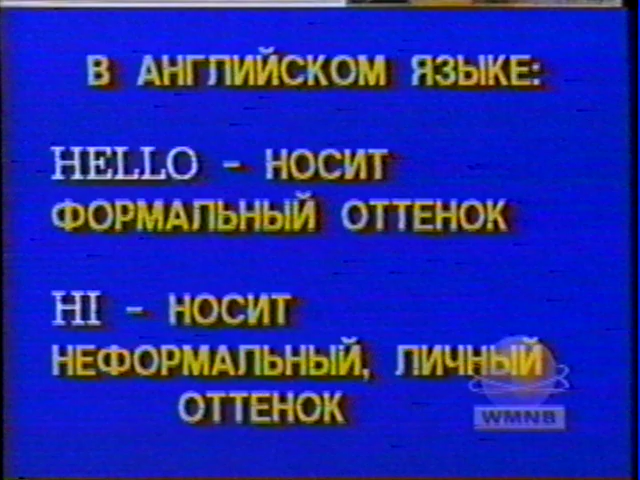 В АНГЛИЙСКОМ ЯЗЫКЕ:
HELLO - НОСИТ
ФОРМАЛЬНЫЙ ОТТЕНОК
HI - НОСИТ
НЕФОРМАЛЬНЫЙ, ЛИЧНЫЙ
ОТТЕНОК
WMNB